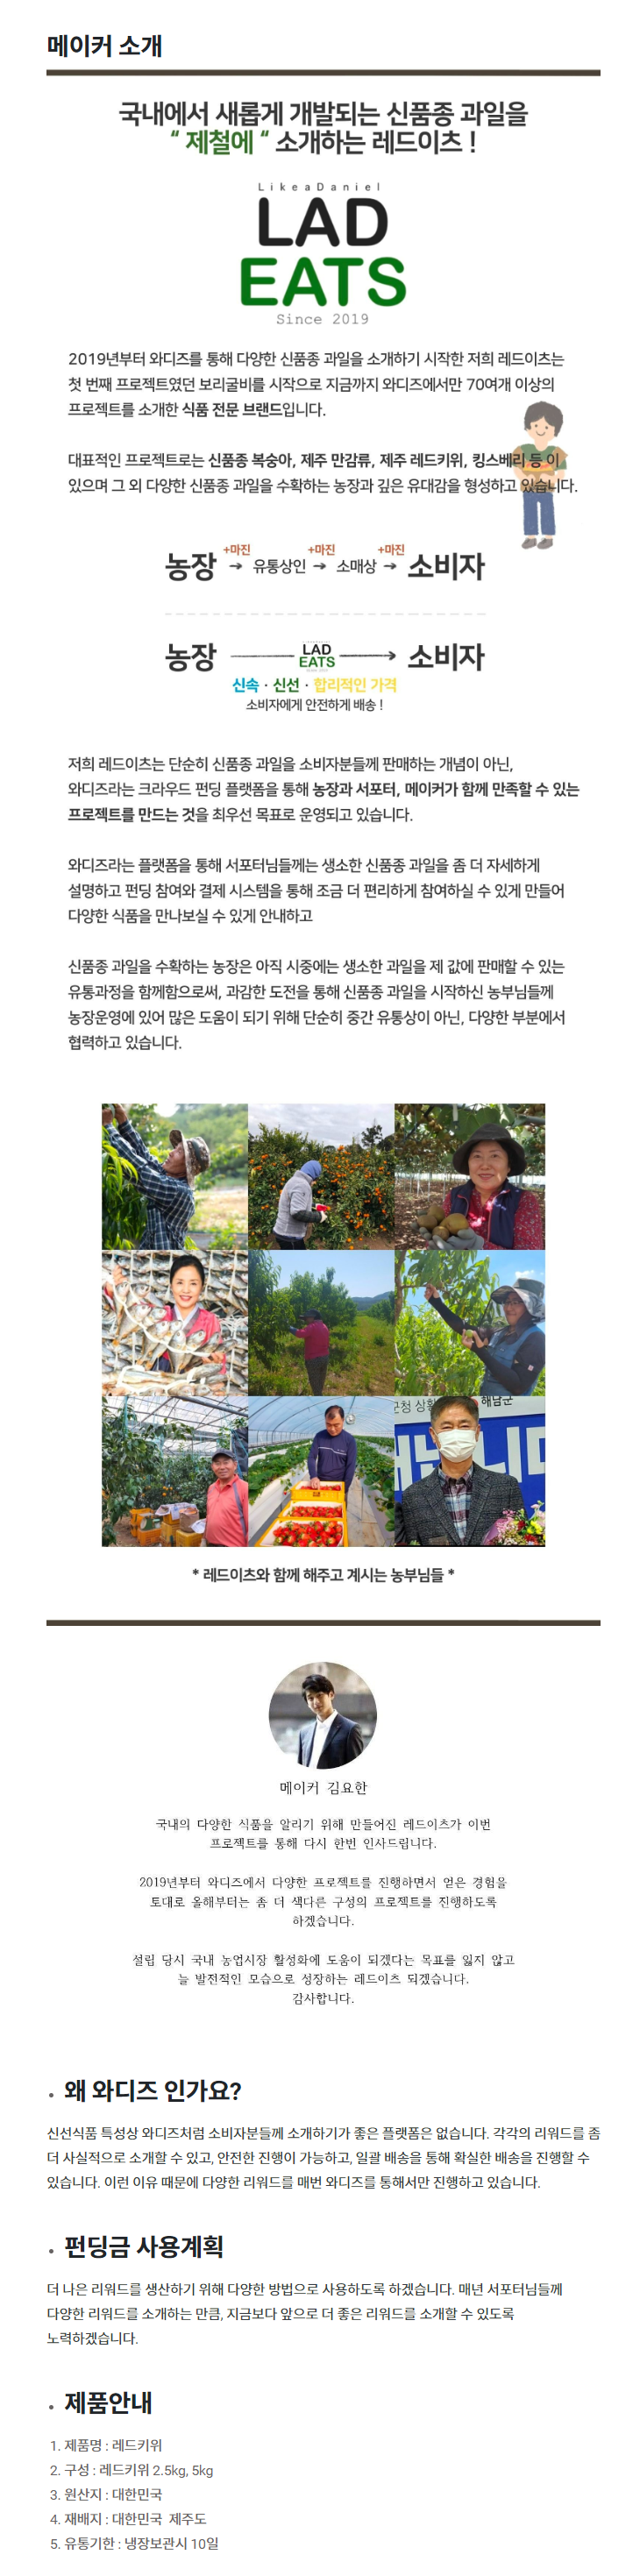 메이커 소개
국내에서 새롭게 개발되는 신품종 과일을
“ 제철에 “ 소개하는 레드이츠 !
LikeaDaniel
LAD
EATS
Since 2019
2019년부터 와디즈를 통해 다양한 신품종 과일을 소개하기 시작한 저희 레드이츠는
첫 번째 프로젝트였던 보리굴비를 시작으로 지금까지 와디즈에서만 70여개 이상의
프로젝트를 소개한 식품 전문 브랜드입니다.
대표적인 프로젝트로는 신품종 복숭아, 제주 만감류, 제주 레드키위, 킹스베리 등 이
있으며 그 외 다양한 신품종 과일을 수확하는 농장과 깊은 유대감을 형성하고 있습니다.
+마진 +마진 +마진
농장 → 유통상인 → 소매상 → 소비자
농장 LAD EATS → 소비자
신속 · 신선 · 합리적인 가격
소비자에게 안전하게 배송 !
저희 레드이츠는 단순히 신품종 과일을 소비자분들께 판매하는 개념이 아닌,
와디즈라는 크라우드 펀딩 플랫폼을 통해 농장과 서포터, 메이커가 함께 만족할 수 있는
프로젝트를 만드는 것을 최우선 목표로 운영되고 있습니다.
와디즈라는 플랫폼을 통해 서포터님들께는 생소한 신품종 과일을 좀 더 자세하게
설명하고 펀딩 참여와 결제 시스템을 통해 조금 더 편리하게 참여하실 수 있게 만들어
다양한 식품을 만나보실 수 있게 안내하고
신품종 과일을 수확하는 농장은 아직 시중에는 생소한 과일을 제 값에 판매할 수 있는
유통과정을 함께함으로써, 과감한 도전을 통해 신품종 과일을 시작하신 농부님들께
농장운영에 있어 많은 도움이 되기 위해 단순히 중간 유통상이 아닌, 다양한 부분에서
협력하고 있습니다.
해남군
* 레드이츠와 함께 해주고 계시는 농부님들 *
메이커 김요한
국내의 다양한 식품을 알리기 위해 만들어진 레드이츠가 이번
프로젝트를 통해 다시 한번 인사드립니다.
2019년부터 와디즈에서 다양한 프로젝트를 진행하면서 얻은 경험을
토대로 올해부터는 좀 더 색다른 구성의 프로젝트를 진행하도록
하겠습니다.
설립 당시 국내 농업시장 활성화에 도움이 되겠다는 목표를 잃지 않고
늘 발전적인 모습으로 성장하는 레드이츠 되겠습니다.
감사합니다.
• 왜 와디즈 인가요?
신선식품 특성상 와디즈처럼 소비자분들께 소개하기가 좋은 플랫폼은 없습니다. 각각의 리워드를 좀
더 사실적으로 소개할 수 있고, 안전한 진행이 가능하고, 일괄 배송을 통해 확실한 배송을 진행할 수
있습니다. 이런 이유 때문에 다양한 리워드를 매번 와디즈를 통해서만 진행하고 있습니다.
• 펀딩금 사용계획
더 나은 리워드를 생산하기 위해 다양한 방법으로 사용하도록 하겠습니다. 매년 서포터님들께
다양한 리워드를 소개하는 만큼, 지금보다 앞으로 더 좋은 리워드를 소개할 수 있도록
노력하겠습니다.
• 제품안내
1. 제품명 : 레드키위
2. 구성 : 레드키위 2.5kg, 5kg
3. 원산지 : 대한민국
4. 재배지 : 대한민국 제주도
5. 유통기한 : 냉장보관시 10일